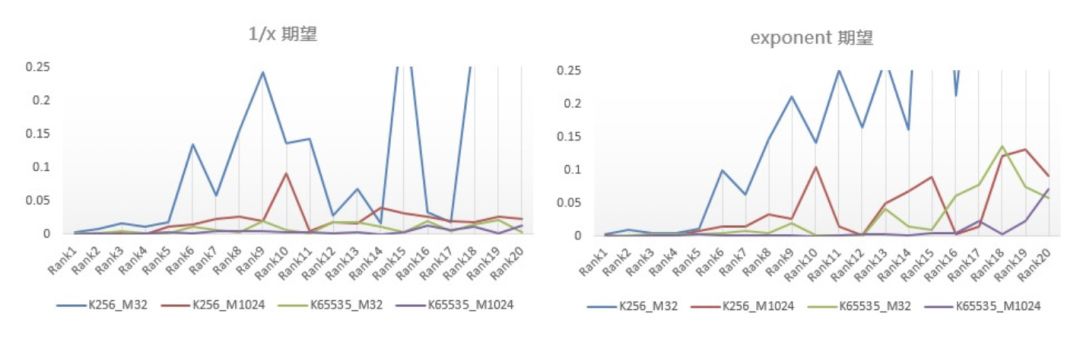 1/x 期望
0.25
0.2
0.15
0.1
0.05
0
Rank1
Rank2
Rank3
Rank4
Rank5
Rank6
Rank7
Rank8
Rank9
Rank10
Rank11
Rank12
Rank13
Rank14
Rank15
Rank16
Rank17
Rank18
Rank19
Rank20
K256_M32 K256_M1024 K65535_M32 K65535_M1024
exponent 期望
0.25
0.2
0.15
0.1
0.05
0
Rank1
Rank2
Rank3
Rank4
Rank5
Rank6
Rank7
Rank8
Rank9
Rank10
Rank11
Rank12
Rank13
Rank14
Rank15
Rank16
Rank17
Rank18
Rank19
Rank20
K256_M32 K256_M1024 K65535_M32 K65535_M1024